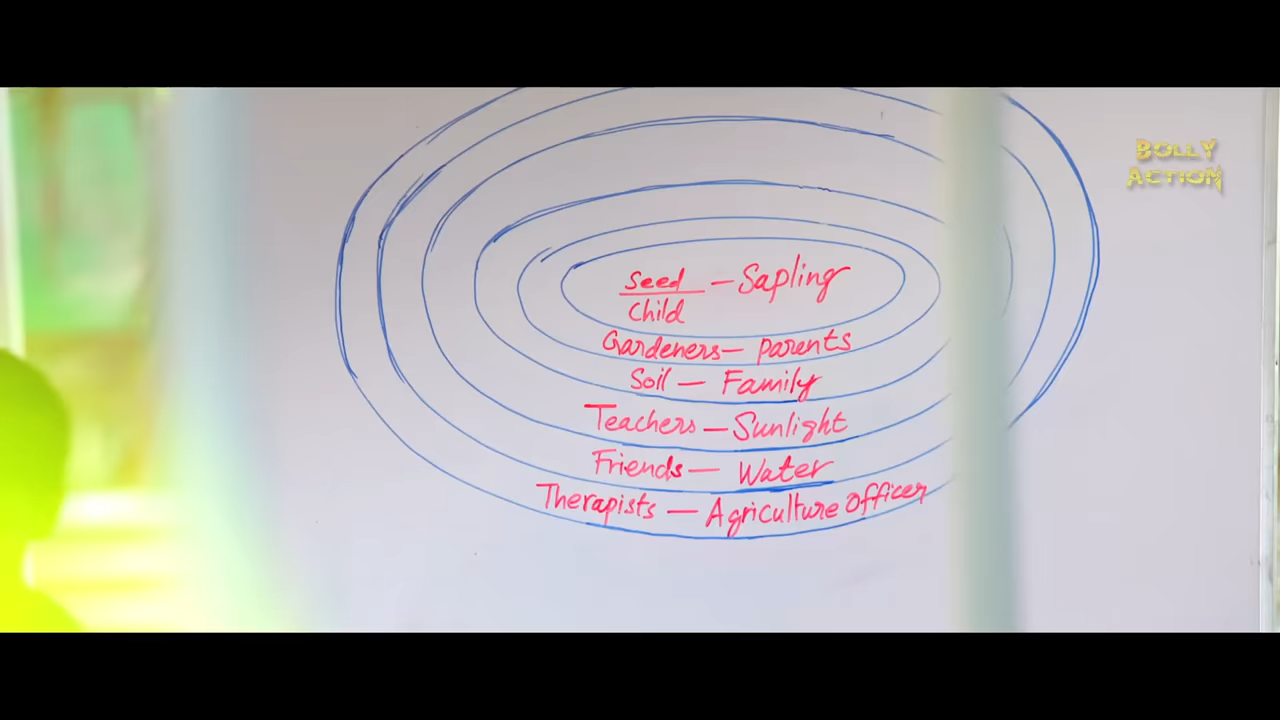 BOLLY
ACTION
Seed – Sapling
Child
Gardeners – parents
Soil – Family
Teachers – Sunlight
Friends – Water
Therapists – Agriculture Officer